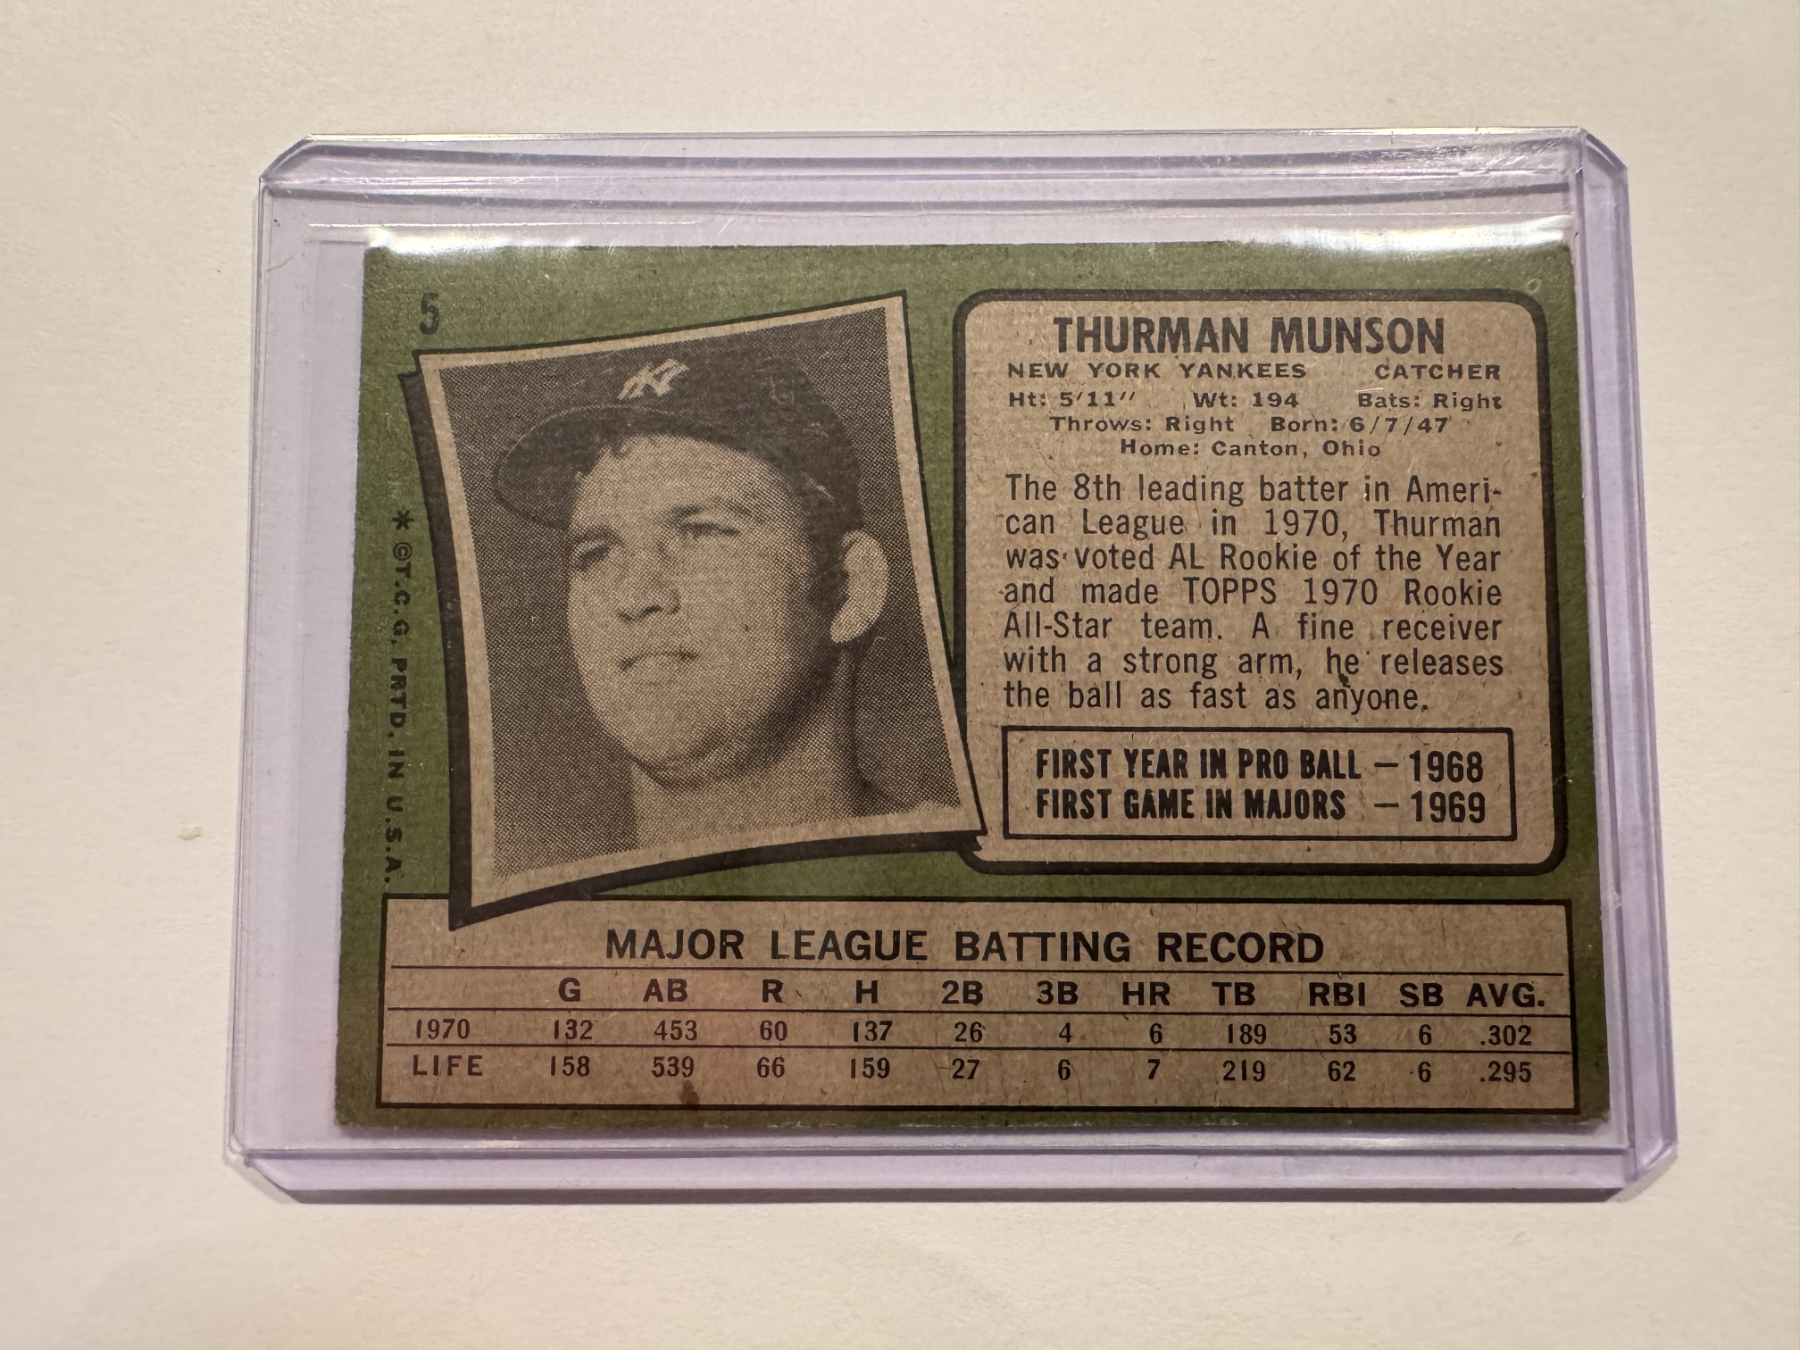 5
THURMAN MUNSON
NEW YORK YANKEES CATCHER
Ht: 5'11" Wt: 194 Bats: Right
Throws: Right Born: 6/7/47
Home: Canton, Ohio
The 8th leading batter in Ameri-
can League in 1970, Thurman
was voted AL Rookie of the Year
and made TOPPS 1970 Rookie
All-Star team. A fine receiver
with a strong arm, he releases
the ball as fast as anyone.
FIRST YEAR IN PRO BALL — 1968
FIRST GAME IN MAJORS — 1969
NY
* ©T.C.G. PRTD. IN U.S.A.
MAJOR LEAGUE BATTING RECORD
G AB R H 2B 3B HR TB RBI SB AVG.
1970 132 453 60 137 26 4 6 189 53 6 .302
LIFE 158 539 66 159 27 6 7 219 62 6 .295